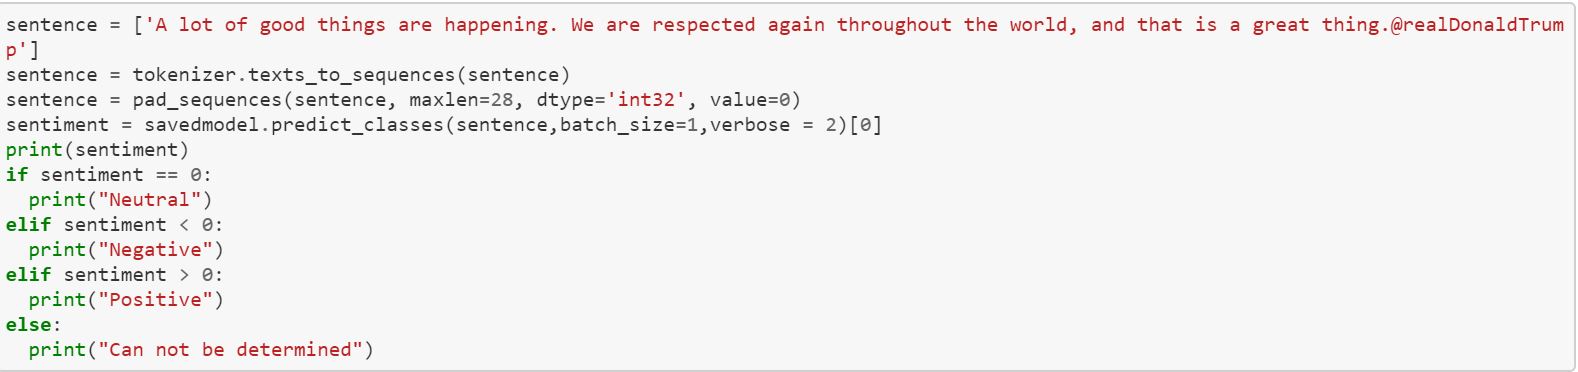 sentence = ['A lot of good things are happening. We are respected again throughout the world, and that is a great thing.@realDonaldTrum
p']
sentence = tokenizer.texts_to_sequences(sentence)
sentence = pad_sequences(sentence, maxlen=28, dtype='int32', value=0)
sentiment = savedmodel.predict_classes(sentence,batch_size=1,verbose = 2)[0]
print(sentiment)
if sentiment == 0:
  print("Neutral")
elif sentiment < 0:
  print("Negative")
elif sentiment > 0:
  print("Positive")
else:
  print("Can not be determined")